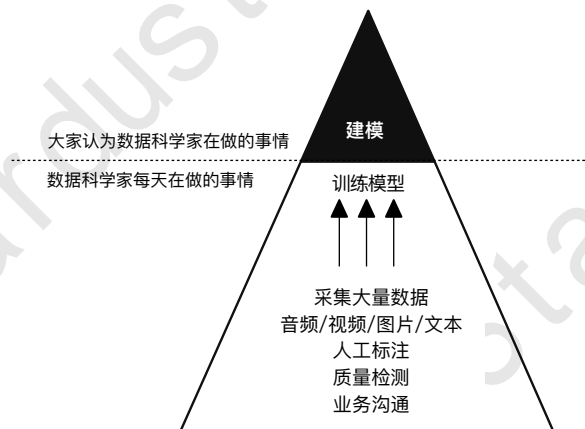 建模
大家认为数据科学家在做的事情
数据科学家每天在做的事情
训练模型
采集大量数据
音频/视频/图片/文本
人工标注
质量检测
业务沟通